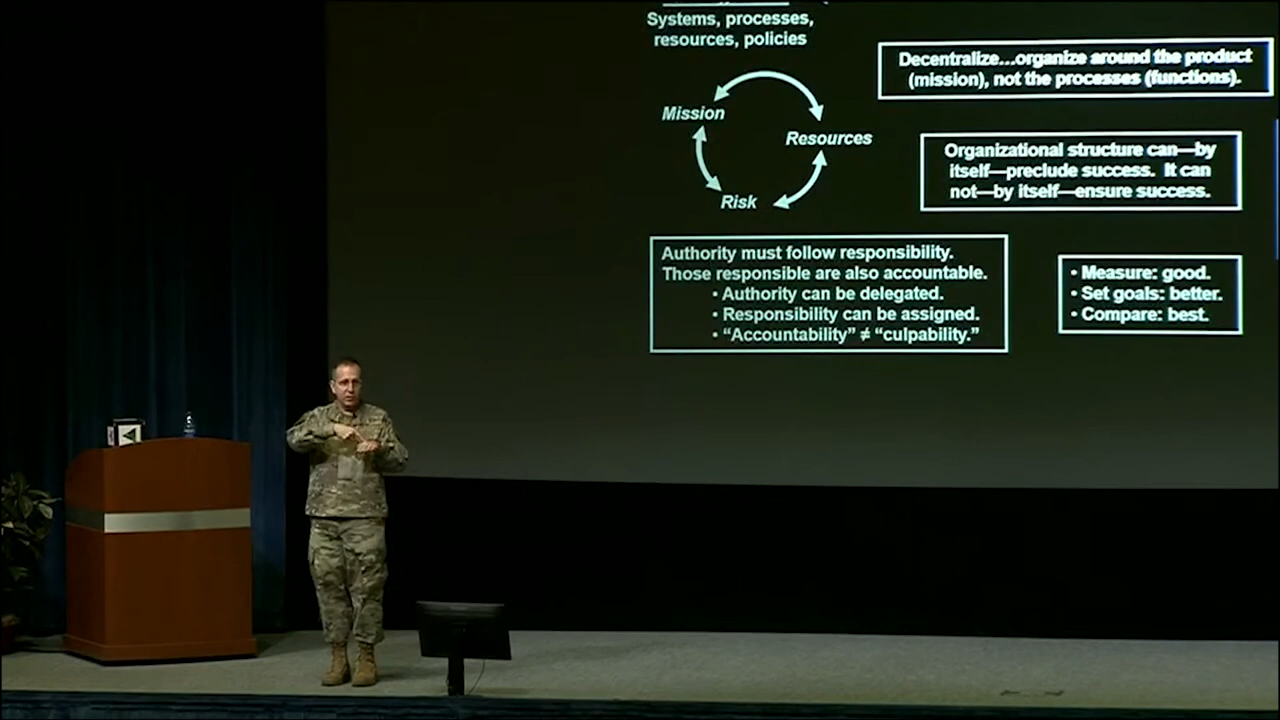 Systems, processes,
resources, policies
Decentralize...organize around the product
(mission), not the processes (functions).
Mission
Resources
Risk
Organizational structure can—by
itself—preclude success. It can
not—by itself—ensure success.
Authority must follow responsibility.
Those responsible are also accountable.
• Authority can be delegated.
• Responsibility can be assigned.
• “Accountability” ≠ “culpability.”
• Measure: good.
• Set goals: better.
• Compare: best.